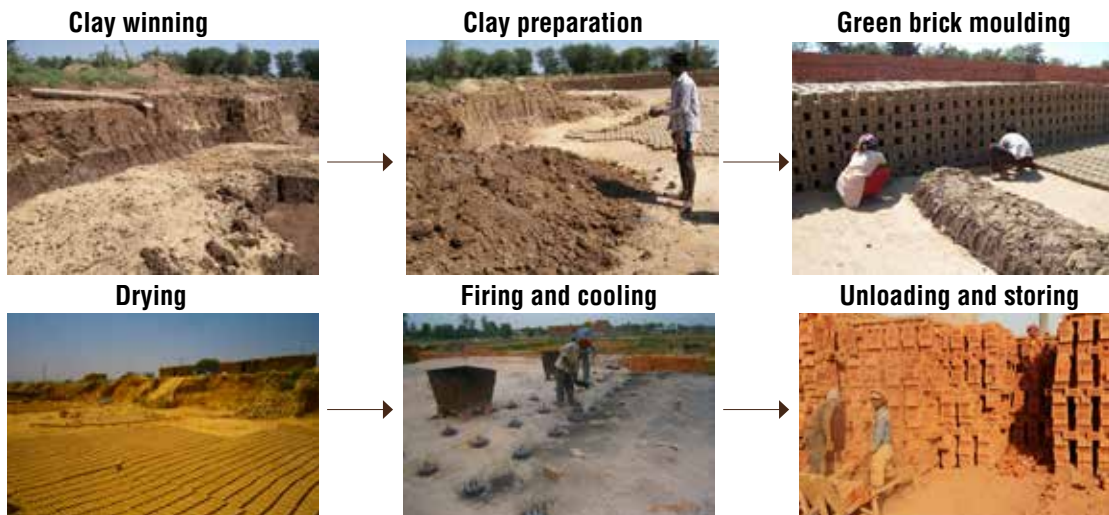 Clay winning
Clay preparation
Green brick moulding
Drying
Firing and cooling
Unloading and storing